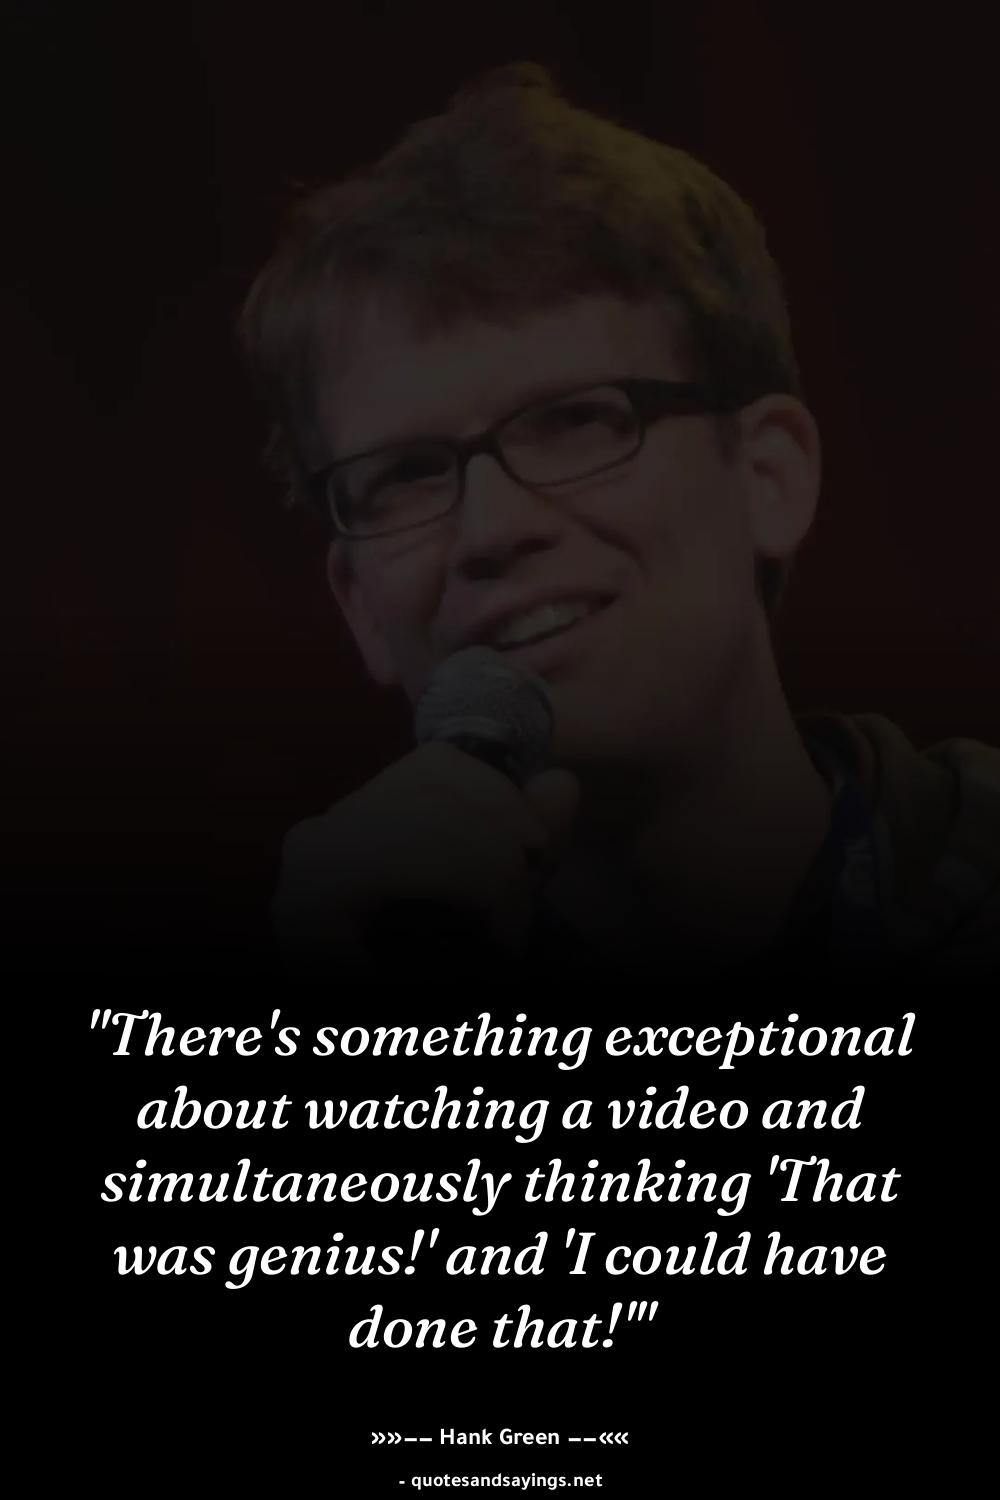 "There's something exceptional
about watching a video and
simultaneously thinking 'That
was genius!' and 'I could have
done that!'"
»»−− Hank Green −−««
- quotesandsayings.net